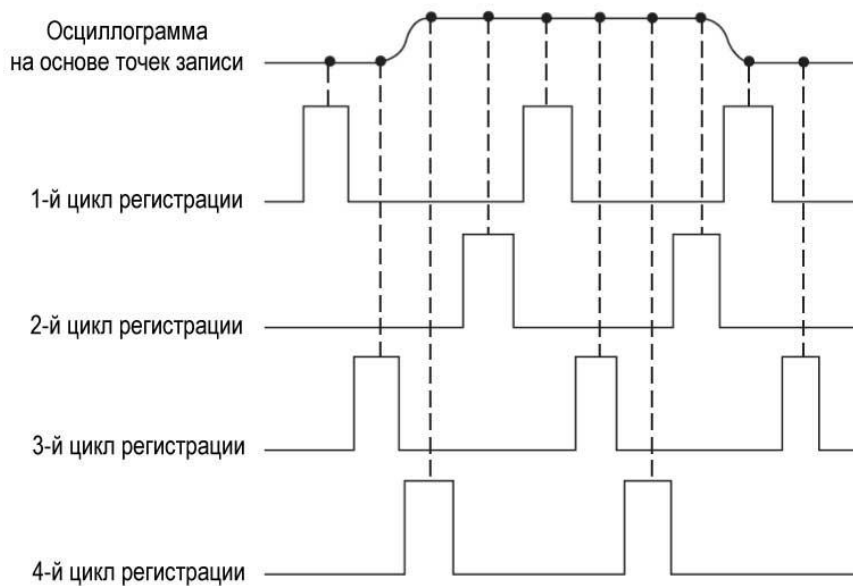 Осциллограмма
на основе точек записи
1-й цикл регистрации
2-й цикл регистрации
3-й цикл регистрации
4-й цикл регистрации